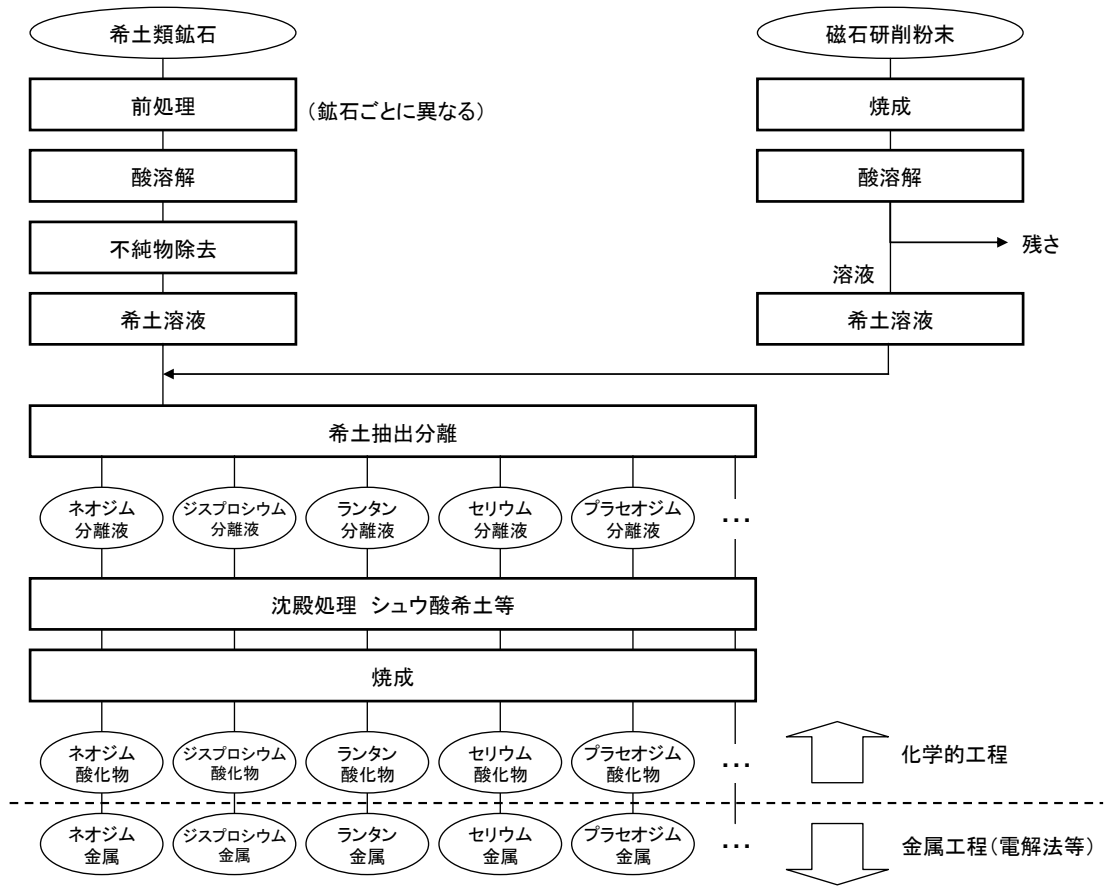 希土類鉱石
磁石研削粉末
前処理
(鉱石ごとに異なる)
焼成
酸溶解
酸溶解
不純物除去
残さ
溶液
希土溶液
希土溶液
希土抽出分離
ネオジム
分離液
ジスプロシウム
分離液
ランタン
分離液
セリウム
分離液
プラセオジム
分離液
…
沈殿処理 シュウ酸希土等
焼成
ネオジム
酸化物
ジスプロシウム
酸化物
ランタン
酸化物
セリウム
酸化物
プラセオジム
酸化物
…
化学的工程
ネオジム
金属
ジスプロシウム
金属
ランタン
金属
セリウム
金属
プラセオジム
金属
…
金属工程(電解法等)